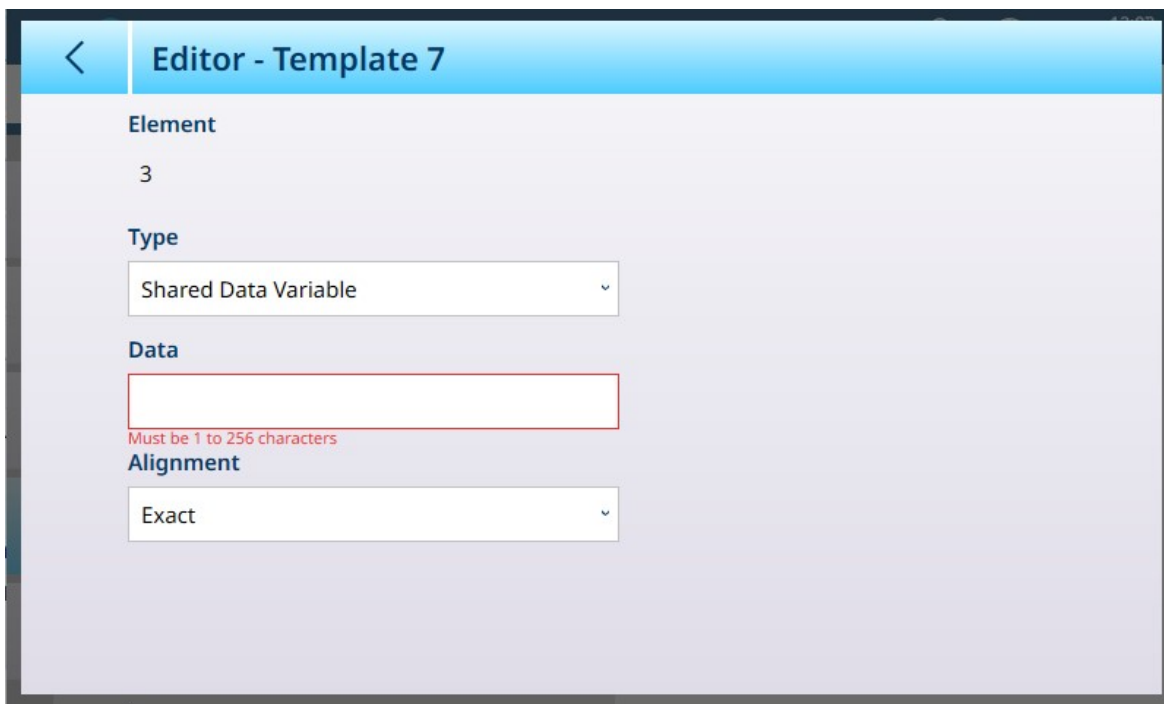 Editor - Template 7
Element
3
Type
Shared Data Variable
Data
Must be 1 to 256 characters
Alignment
Exact